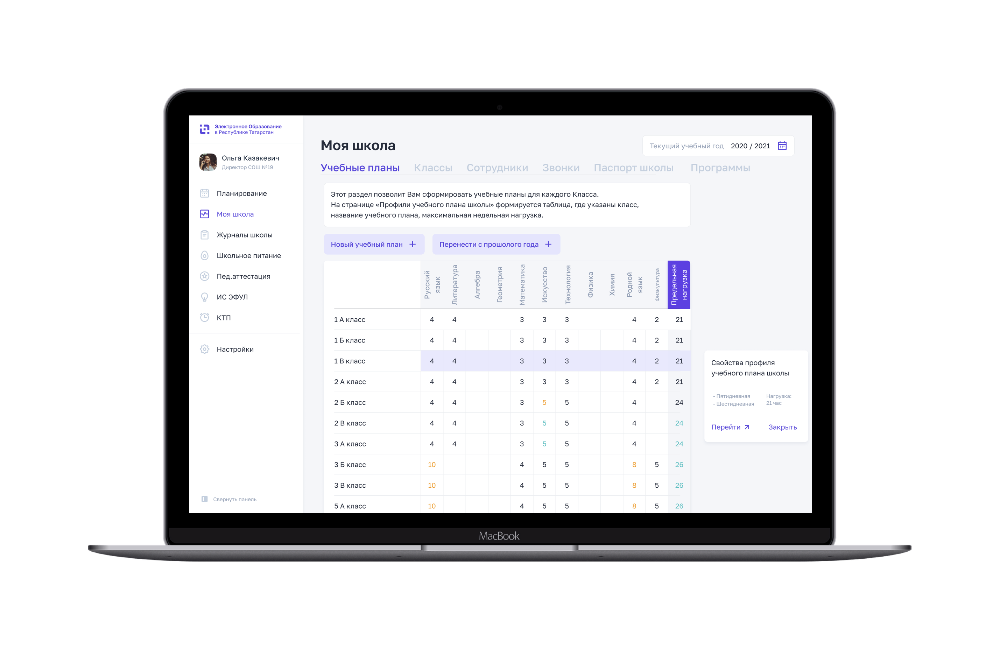 Электронное Образование
в Республике Татарстан
Ольга Казакевич
Директор СОШ №19
Планирование
Моя школа
Журналы школы
Школьное питание
Пед.аттестация
ИС ЭФУЛ
КТП
Настройки
Свернуть панель
Моя школа
Текущий учебный год 2020 / 2021
Учебные планы Классы Сотрудники Звонки Паспорт школы Программы
Этот раздел позволит Вам сформировать учебные планы для каждого Класса.
На странице «Профили учебного плана школы» формируется таблица, где указаны класс,
название учебного плана, максимальная недельная нагрузка.
Новый учебный план + Перенести с прошолого года +
Русский
язык
Литература
Алгебра
Геометрия
Математика
Искусство
Технология
Физика
Химия
Родной
язык
Физкультура
Предельная
нагрузка
1 А класс 4 4 3 3 3 4 2 21
1 Б класс 4 4 3 3 3 4 2 21
1 В класс 4 4 3 3 3 4 2 21
2 А класс 4 4 3 3 3 4 2 21
2 Б класс 4 4 3 5 5 4 24
2 В класс 4 4 3 5 5 4 24
3 А класс 4 4 3 5 5 4 24
3 Б класс 10 4 5 5 8 5 26
3 В класс 10 4 5 5 8 5 26
5 А класс 10 4 5 5 8 5 26
Свойства профиля
учебного плана школы
- Пятидневная
- Шестидневная
Нагрузка:
21 час
Перейти Закрыть
MacBook